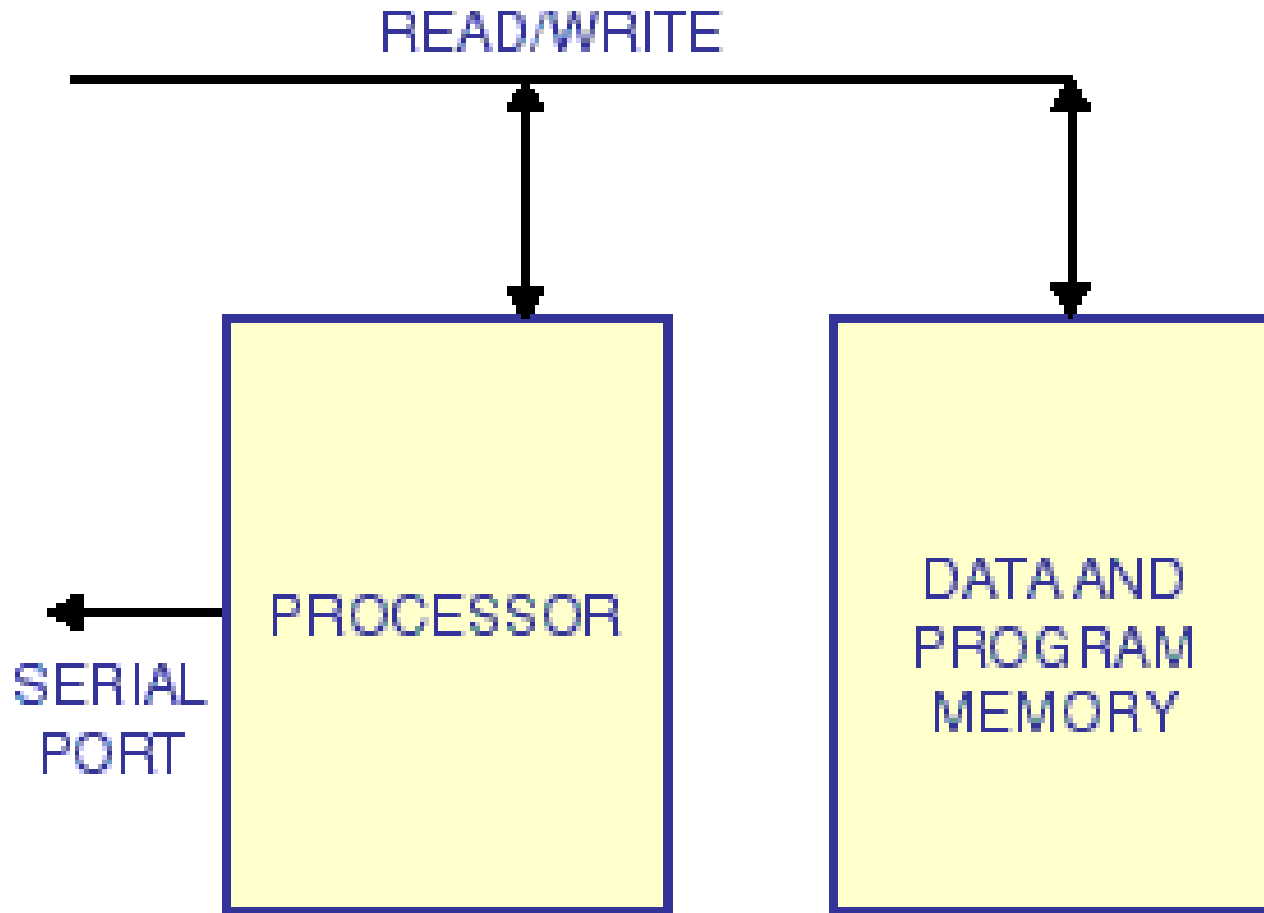 READ/WRITE
PROCESSOR
SERIAL
PORT
DATA AND
PROGRAM
MEMORY